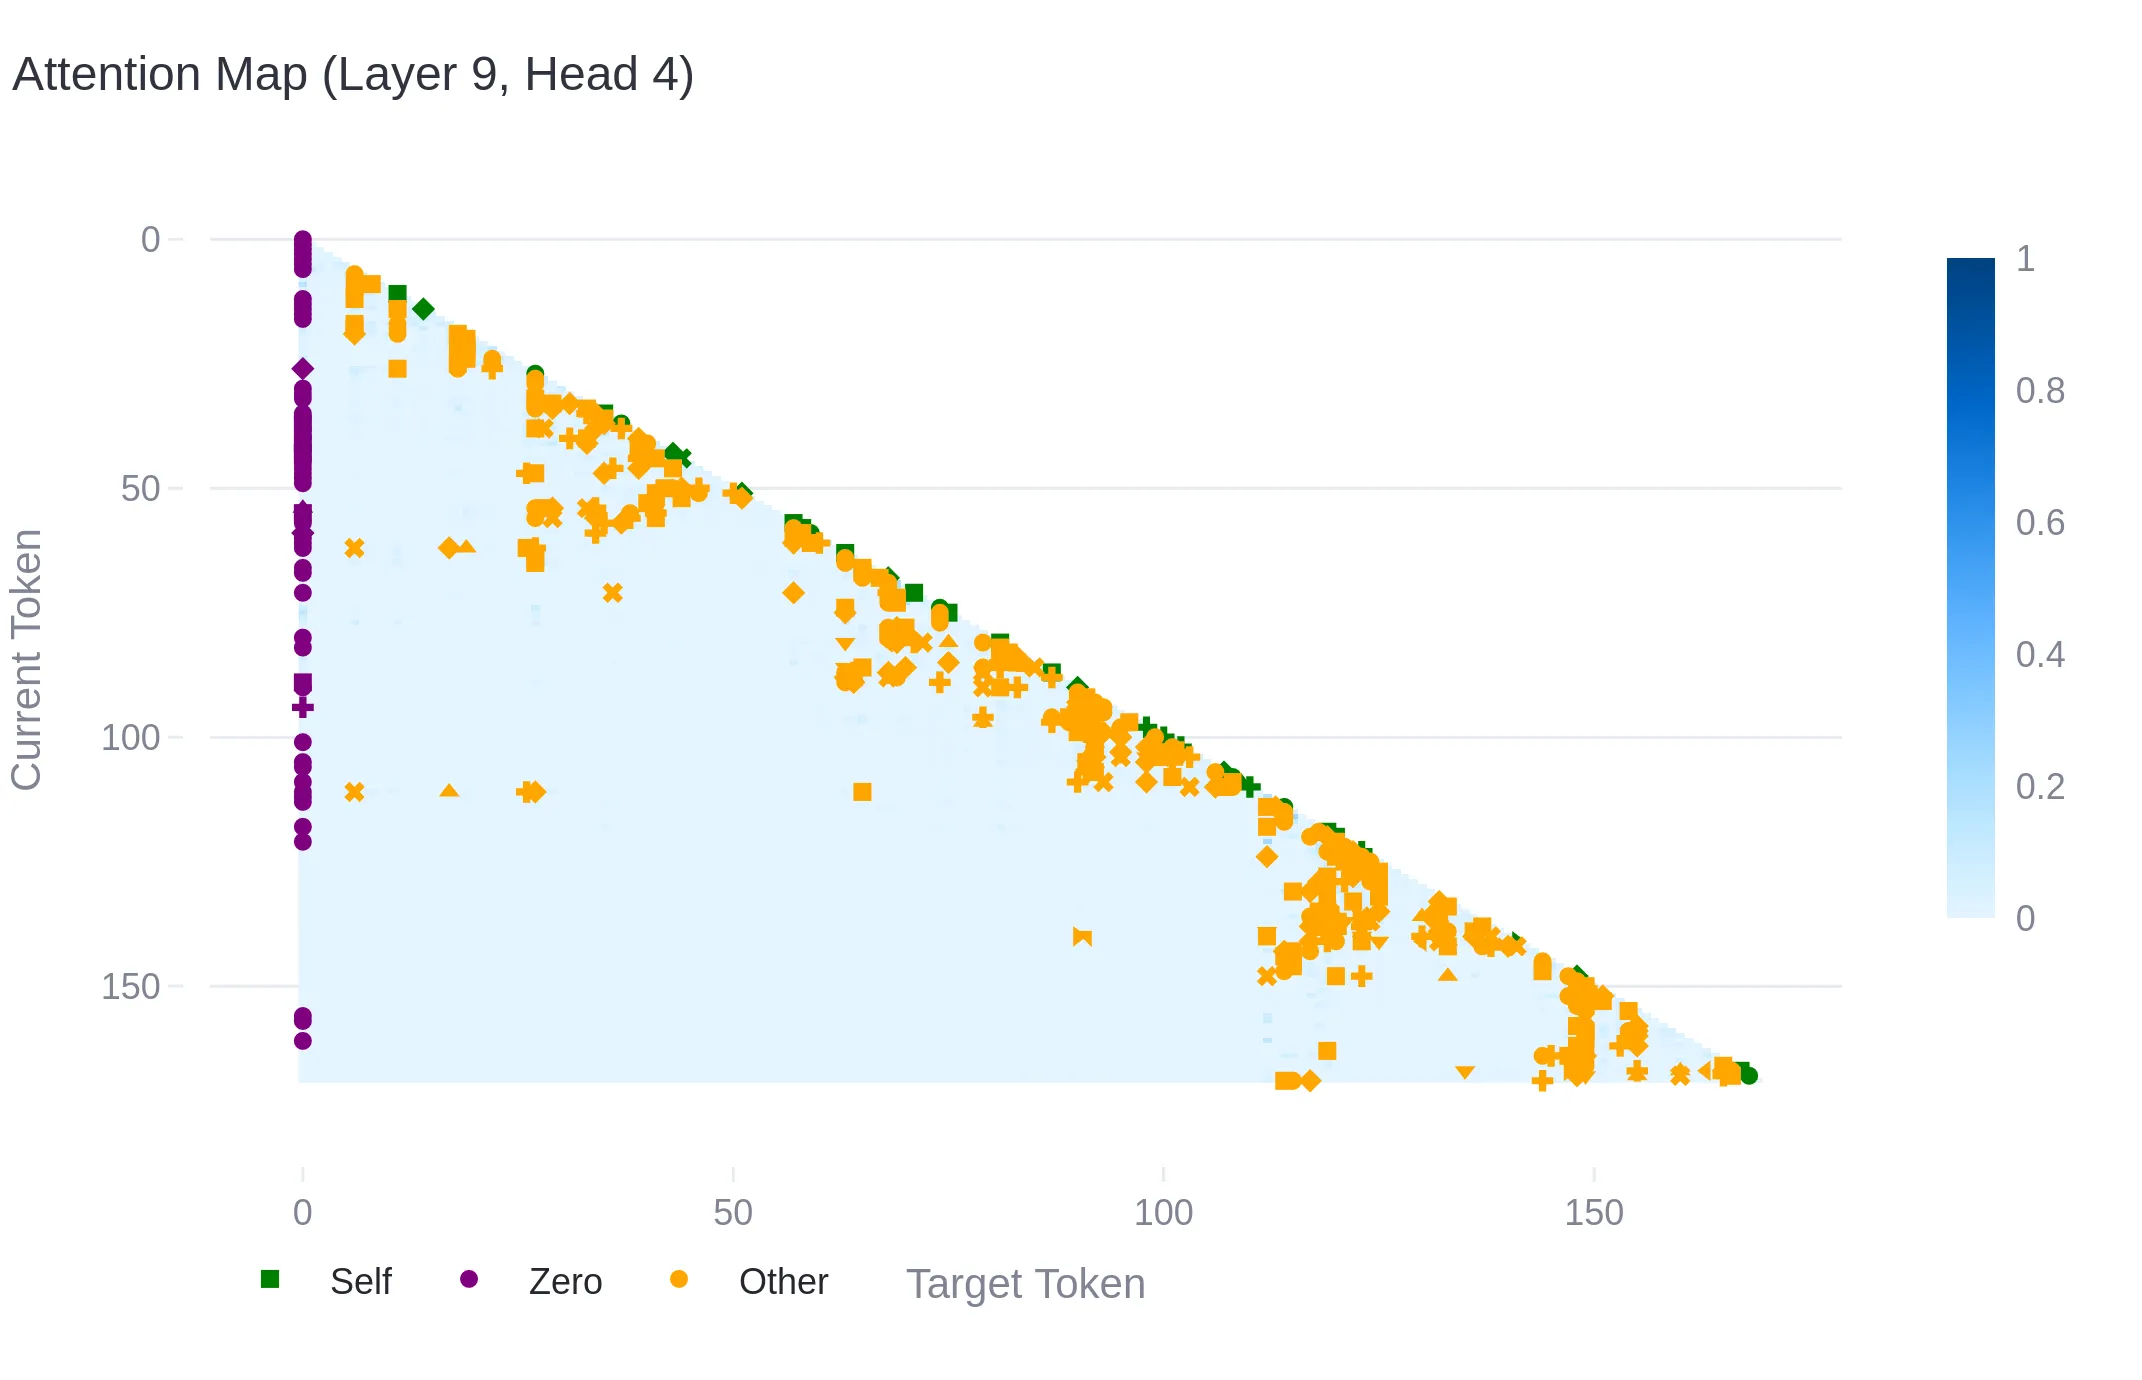 Attention Map (Layer 9, Head 4)
0
50
100
150
Current Token
1
0.8
0.6
0.4
0.2
0
0 50 100 150
Self Zero Other Target Token